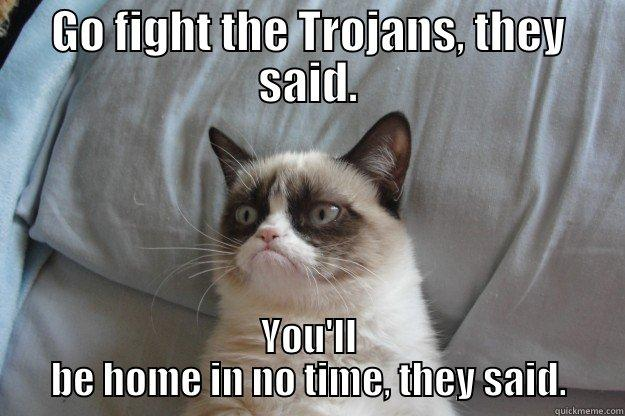 Go fight the Trojans, they
said.
You'll
be home in no time, they said.
quickmeme.com